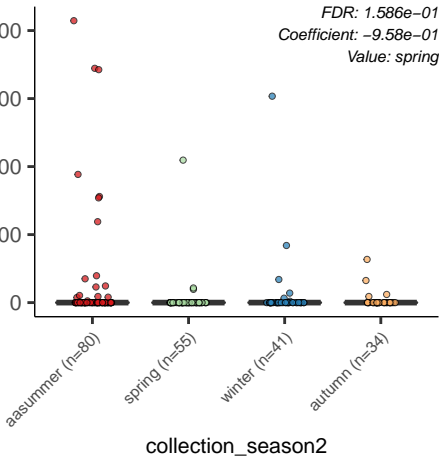 FDR: 1.586e−01
Coefficient: −9.58e−01
Value: spring
00
00
00
00
0
aasummer (n=80)
spring (n=55)
winter (n=41)
autumn (n=34)
collection_season2